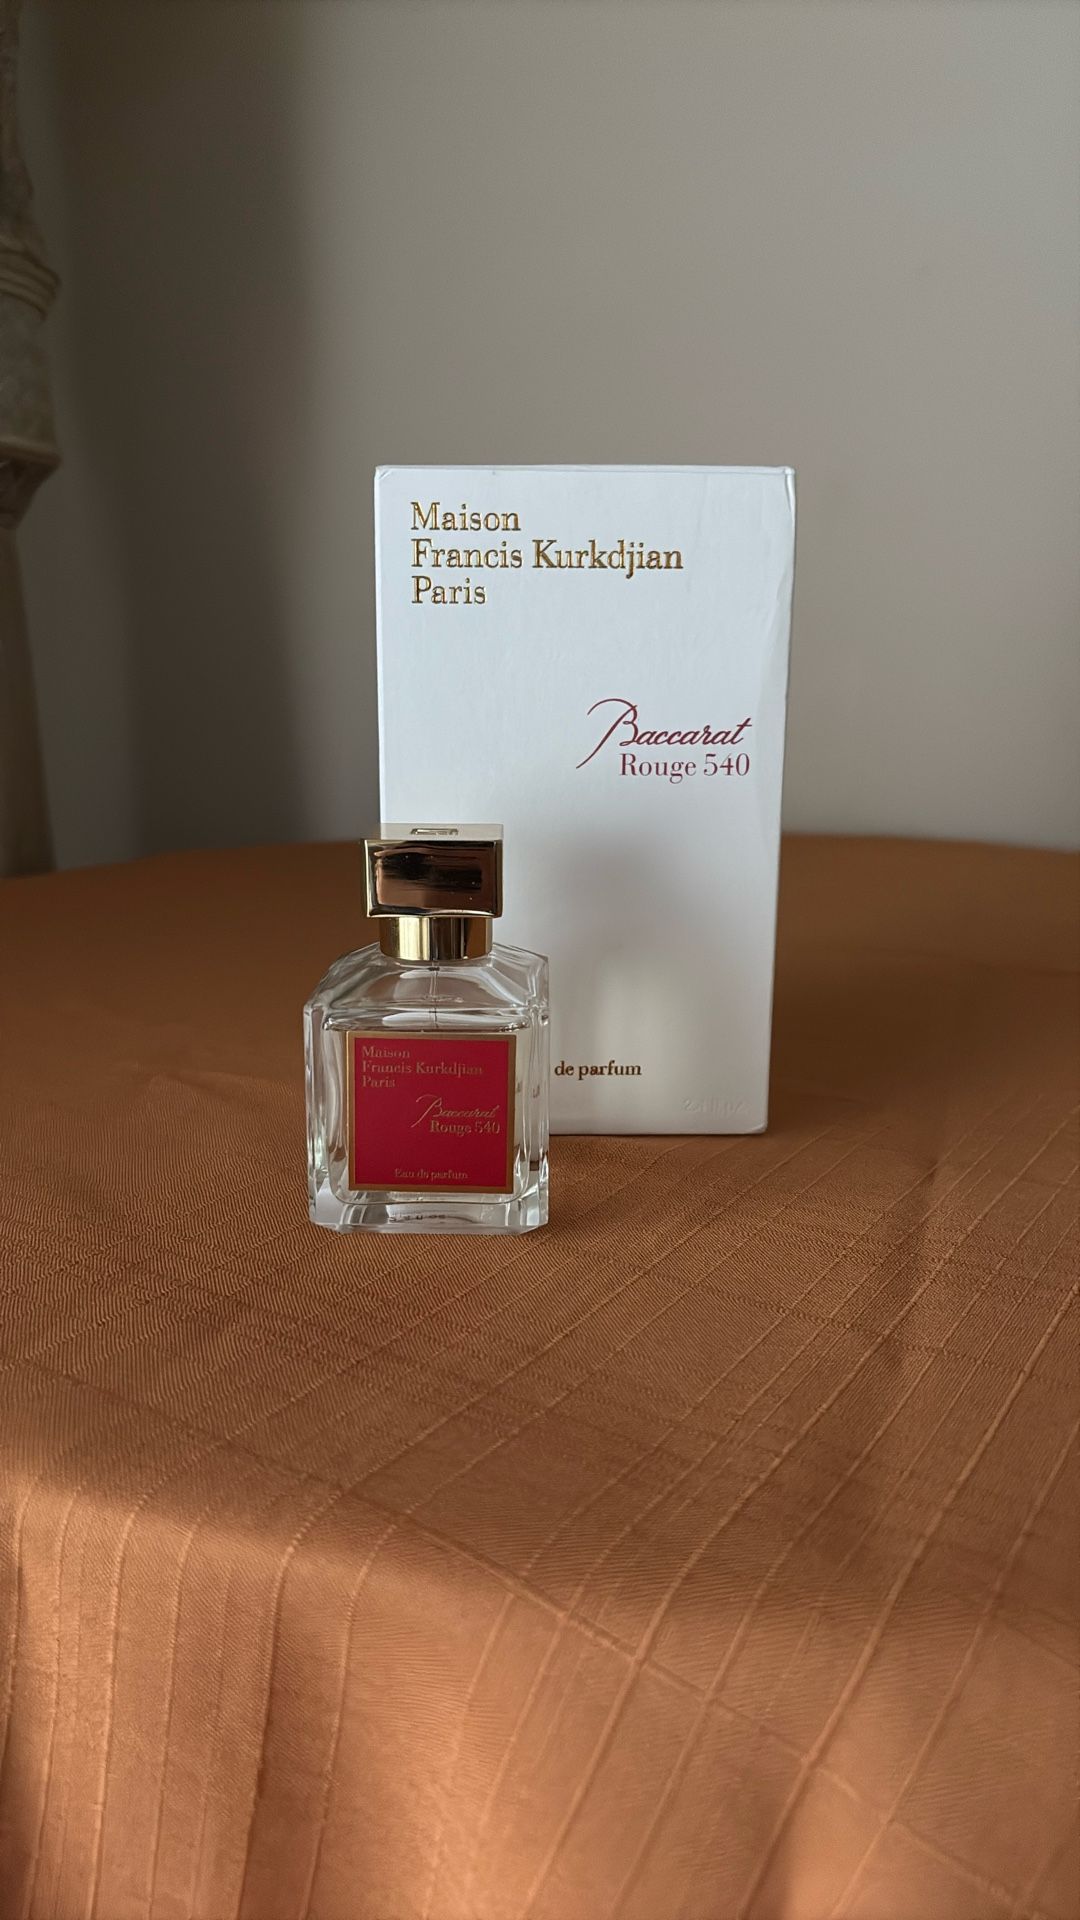 Maison
Francis Kurkdjian
Paris
Baccarat
Rouge 540
de parfum
Maison
Francis Kurkdjian
Paris
Baccarat
Rouge 540
Eau de parfum